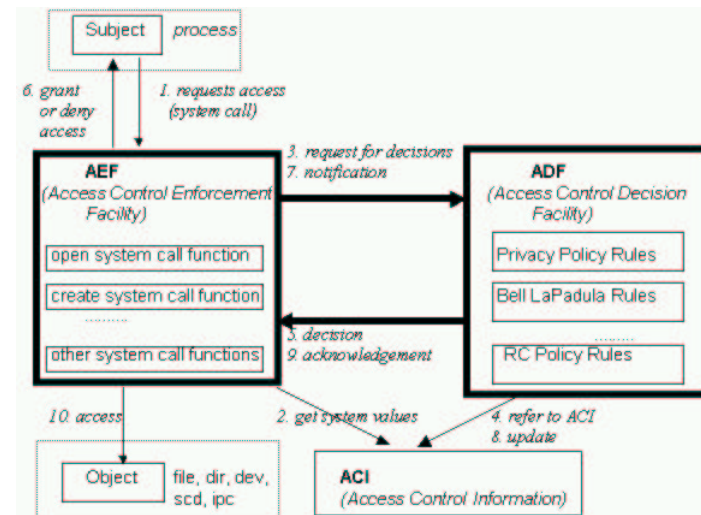 Subject process
6. grant
or deny
access
1. requests access
(system call)
AEF
(Access Control Enforcement
Facility)
open system call function
create system call function
..........
other system call functions
3. request for decisions
7. notification
ADF
(Access Control Decision
Facility)
Privacy Policy Rules
Bell LaPadula Rules
.........
RC Policy Rules
5. decision
9. acknowledgement
10. access
2. get system values
4. refer to ACI
8. update
Object
file, dir, dev,
scd, ipc
ACI
(Access Control Information)